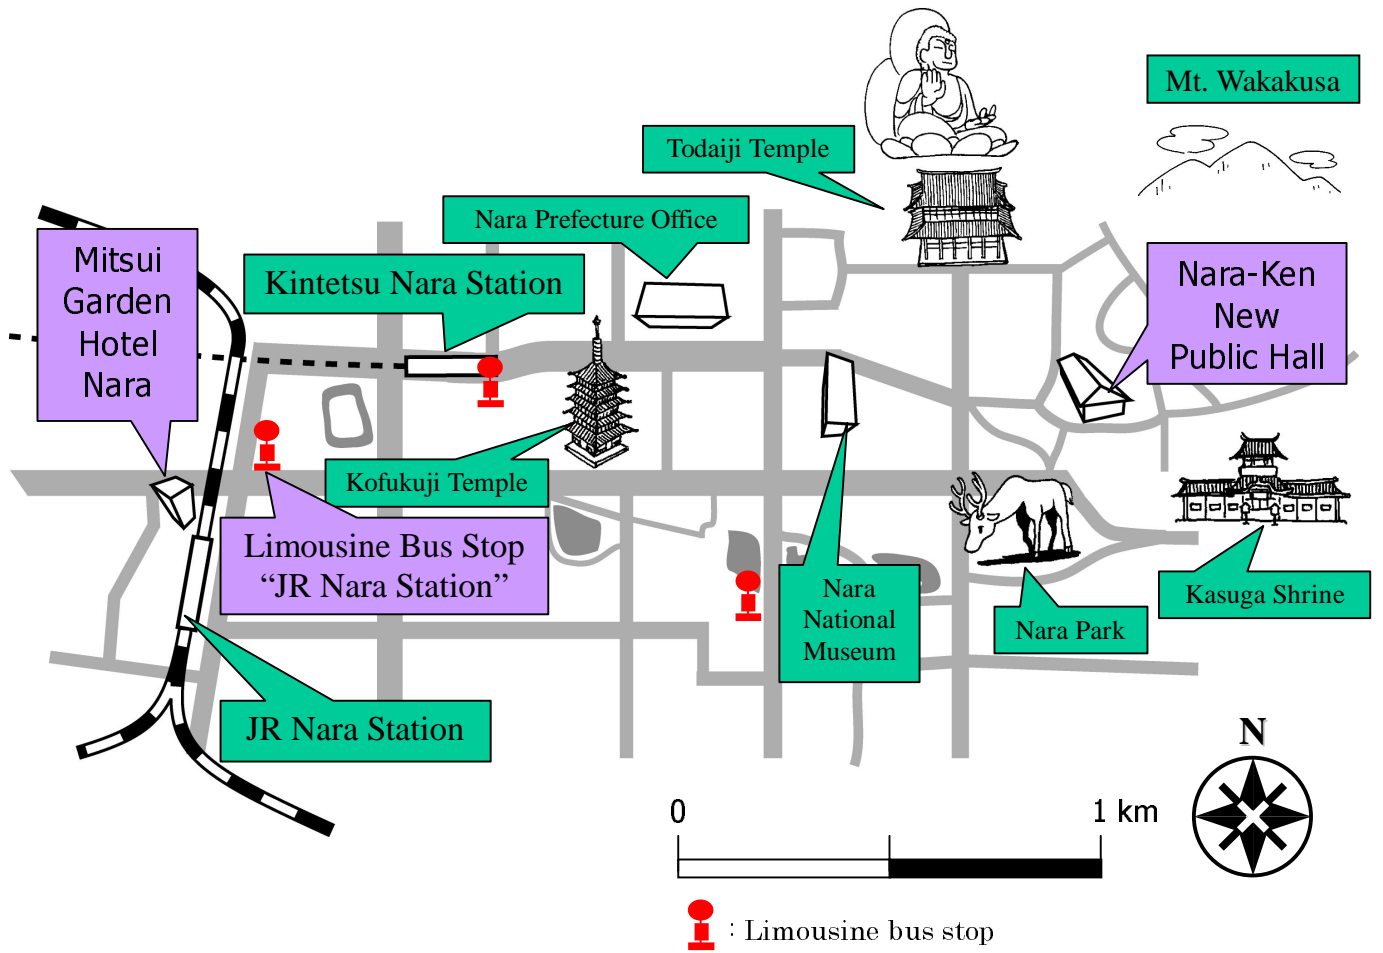 Mt. Wakakusa
Todaiji Temple
Nara Prefecture Office
Mitsui
Garden
Hotel
Nara
Kintetsu Nara Station
Nara-Ken
New
Public Hall
Kofukuji Temple
Limousine Bus Stop
“JR Nara Station”
Nara
National
Museum
Kasuga Shrine
Nara Park
JR Nara Station
N
0
1 km
: Limousine bus stop